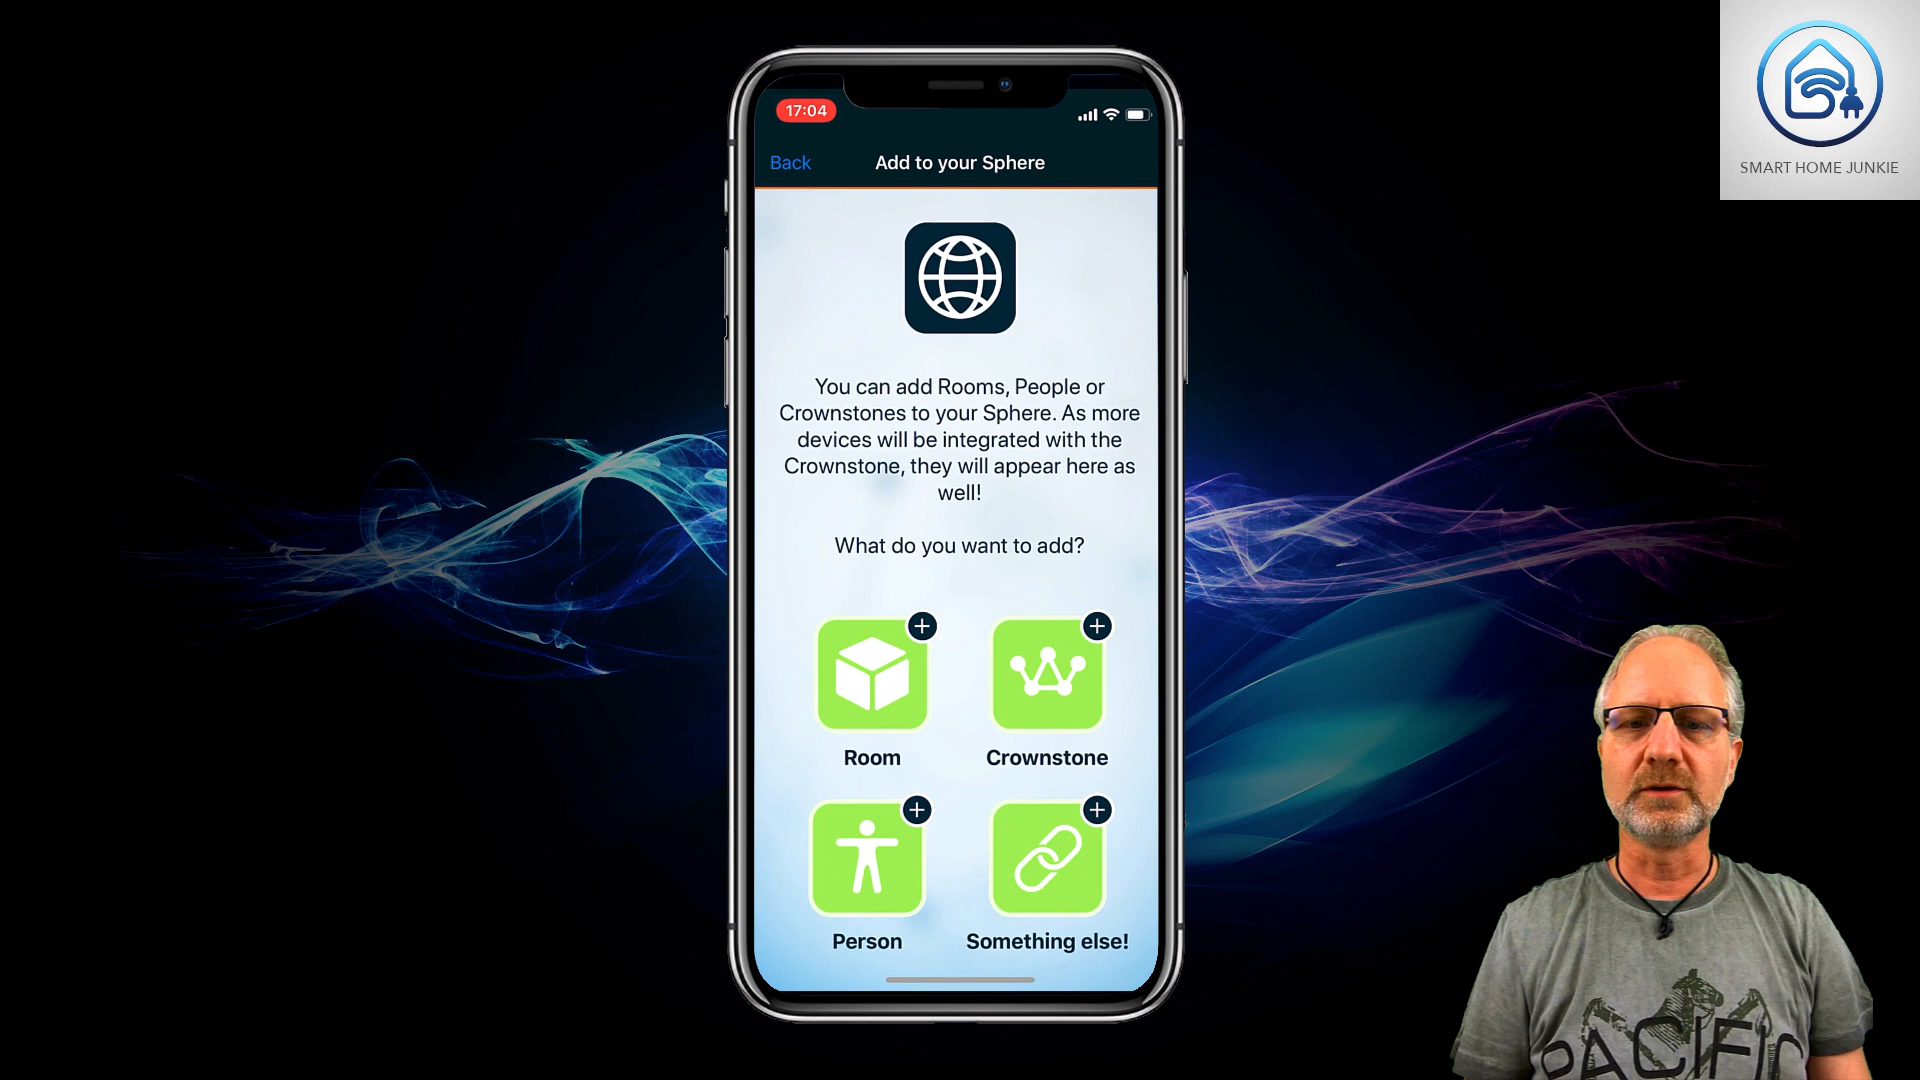 17:04
Back
Add to your Sphere
SMART HOME JUNKIE
You can add Rooms, People or
Crownstones to your Sphere. As more
devices will be integrated with the
Crownstone, they will appear here as
well!
What do you want to add?
Room
Crownstone
Person
Something else!
PACIFIC